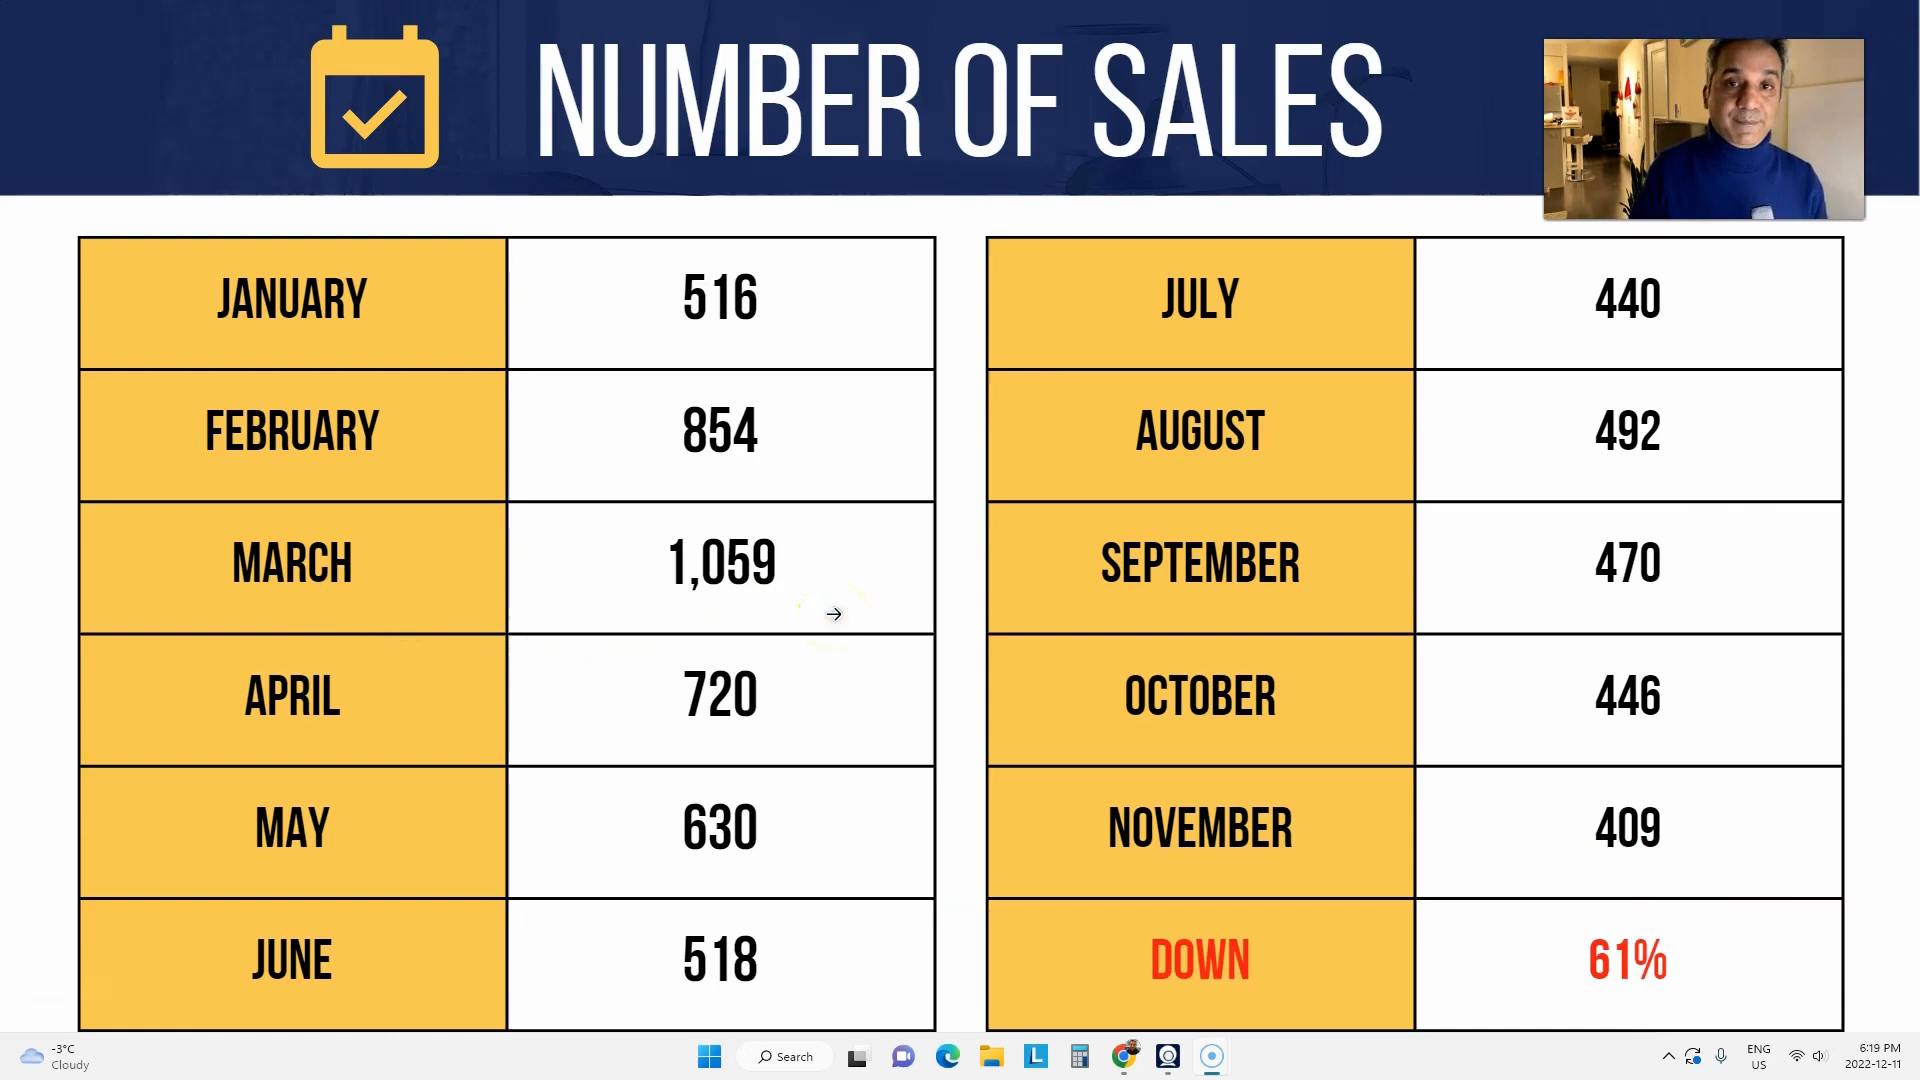 NUMBER OF SALES
JANUARY 516
FEBRUARY 854
MARCH 1,059
APRIL 720
MAY 630
JUNE 518
JULY 440
AUGUST 492
SEPTEMBER 470
OCTOBER 446
NOVEMBER 409
DOWN 61%
-3°C
Cloudy
Search
L
ENG
US
6:19 PM
2022-12-11